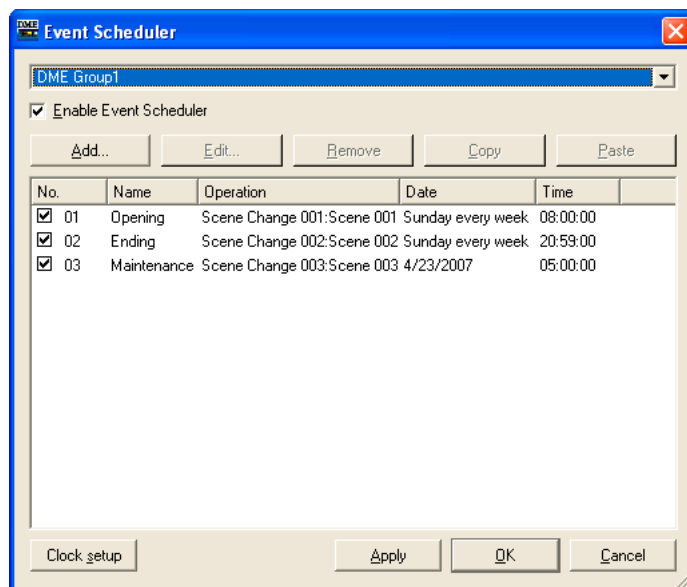 Event Scheduler
DME Group1
Enable Event Scheduler
Add... Edit... Remove Copy Paste
No. Name Operation Date Time
01 Opening Scene Change 001:Scene 001 Sunday every week 08:00:00
02 Ending Scene Change 002:Scene 002 Sunday every week 20:59:00
03 Maintenance Scene Change 003:Scene 003 4/23/2007 05:00:00
Clock setup Apply OK Cancel